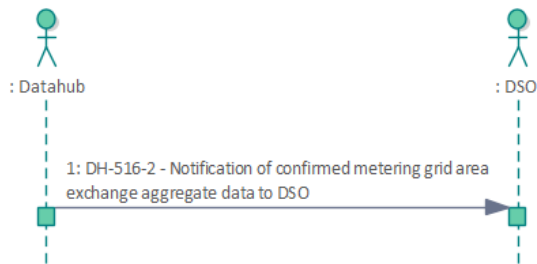 : Datahub
: DSO
1: DH-516-2 - Notification of confirmed metering grid area
exchange aggregate data to DSO